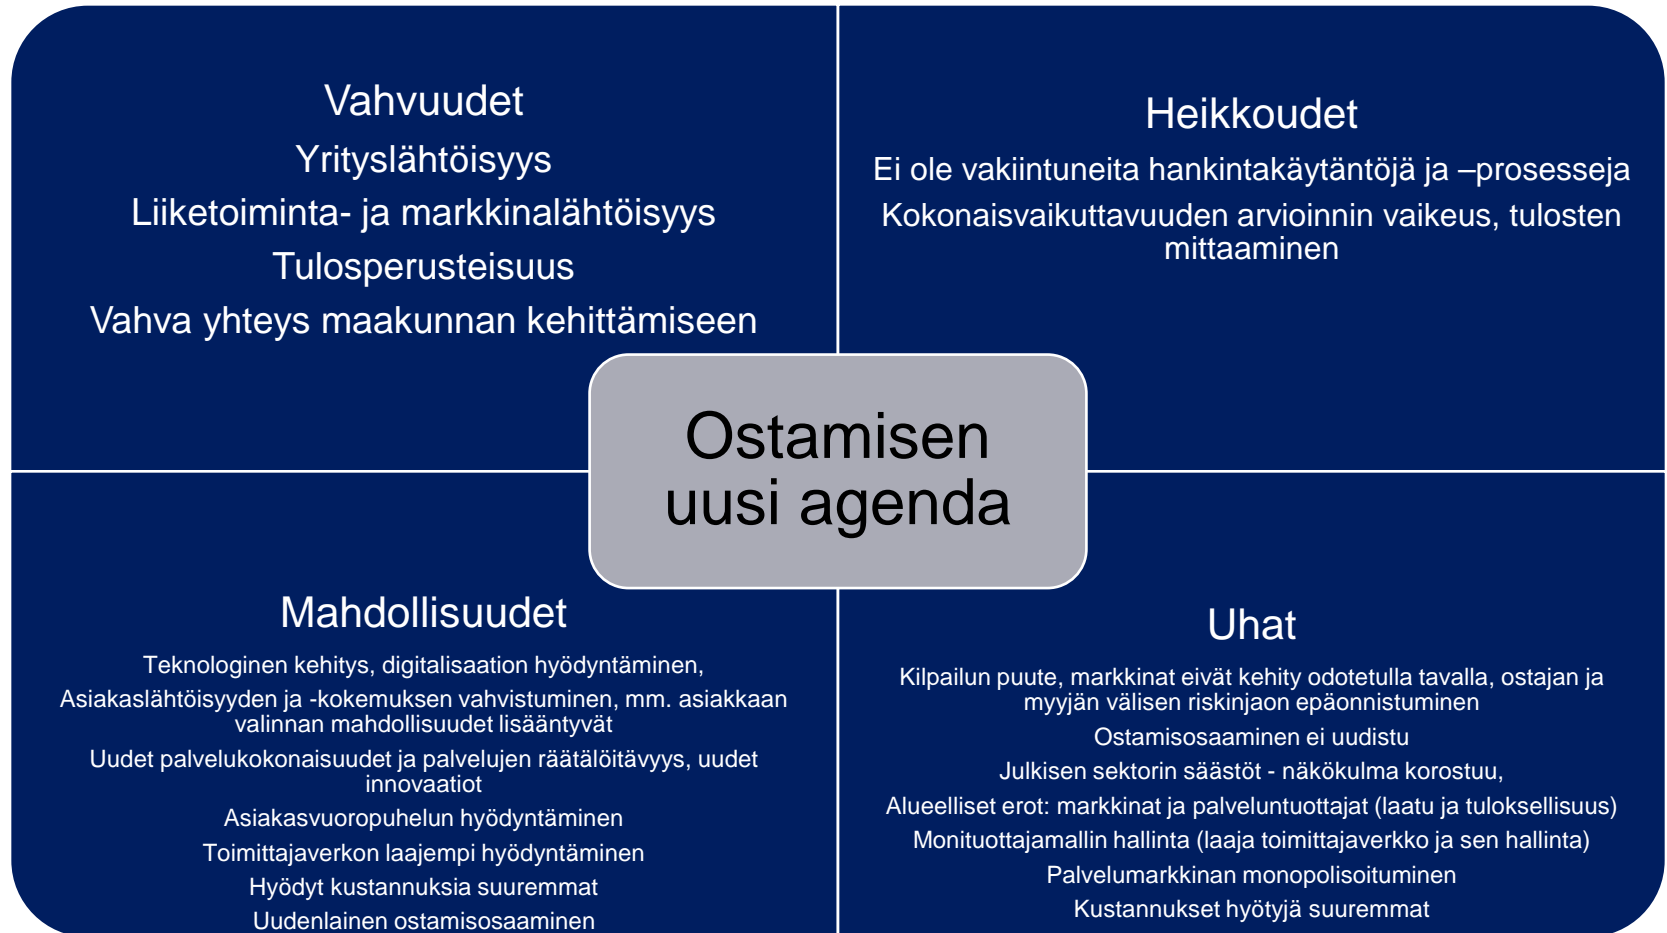 Vahvuudet
Yrityslähtöisyys
Liiketoiminta- ja markkinalähtöisyys
Tulosperusteisuus
Vahva yhteys maakunnan kehittämiseen
Heikkoudet
Ei ole vakiintuneita hankintakäytäntöjä ja –prosesseja
Kokonaisvaikuttavuuden arvioinnin vaikeus, tulosten
mittaaminen
Ostamisen
uusi agenda
Mahdollisuudet
Teknologinen kehitys, digitalisaation hyödyntäminen,
Asiakaslähtöisyyden ja -kokemuksen vahvistuminen, mm. asiakkaan
valinnan mahdollisuudet lisääntyvät
Uudet palvelukokonaisuudet ja palvelujen räätälöitävyys, uudet
innovaatiot
Asiakasvuoropuhelun hyödyntäminen
Toimittajaverkon laajempi hyödyntäminen
Hyödyt kustannuksia suuremmat
Uudenlainen ostamisosaaminen
Uhat
Kilpailun puute, markkinat eivät kehity odotetulla tavalla, ostajan ja
myyjän välisen riskinjaon epäonnistuminen
Ostamisosaaminen ei uudistu
Julkisen sektorin säästöt - näkökulma korostuu,
Alueelliset erot: markkinat ja palveluntuottajat (laatu ja tuloksellisuus)
Monituottajamallin hallinta (laaja toimittajaverkko ja sen hallinta)
Palvelumarkkinan monopolisoituminen
Kustannukset hyötyjä suuremmat